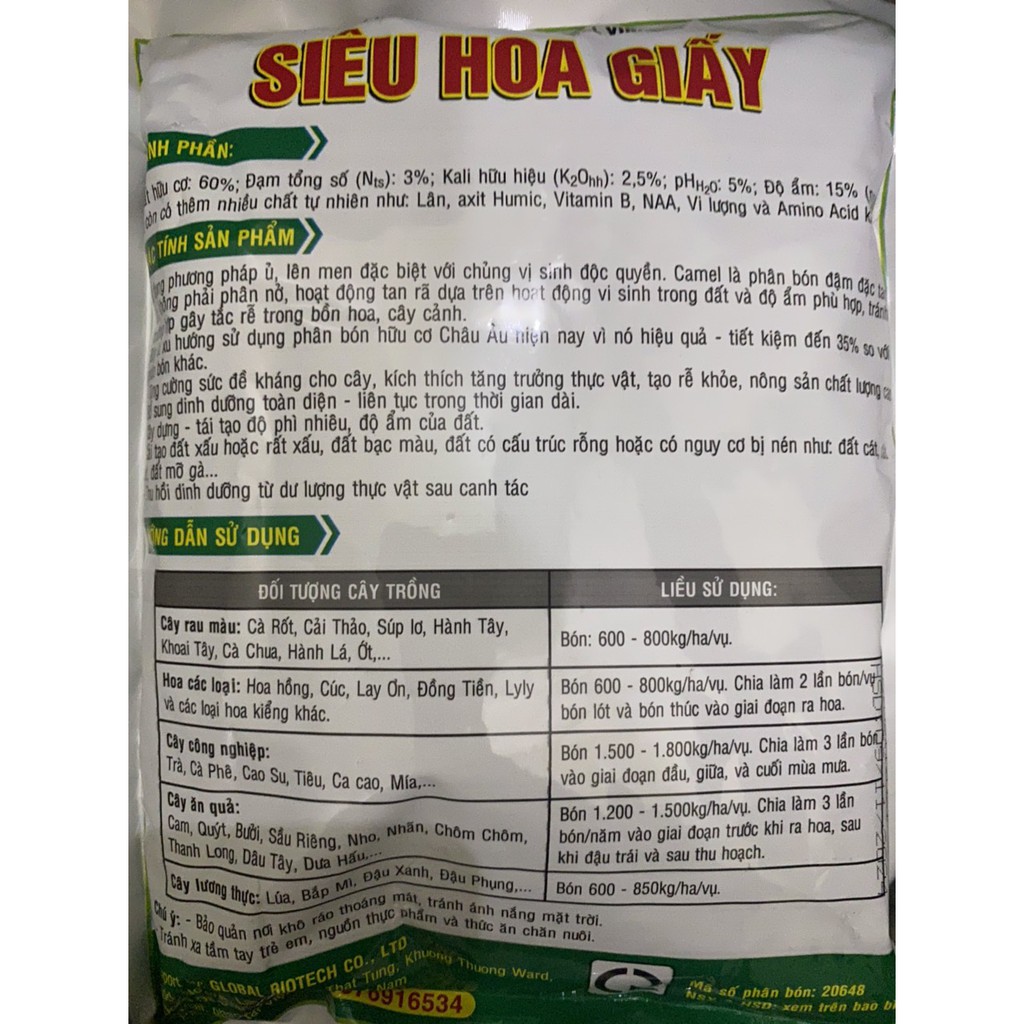 SIÊU HOA GIẤY
NH PHẦN:
hữu cơ: 60%; Đạm tổng số (Nts): 3%; Kali hữu hiệu (K2Ohh): 2,5%; pHH2O: 5%; Độ ẩm: 15%
còn có thêm nhiều chất tự nhiên như: Lân, axit Humic, Vitamin B, NAA, Vi lượng và Amino Acid k
TÍNH SẢN PHẨM
phương pháp ủ, lên men đặc biệt với chủng vi sinh độc quyền. Camel là phân bón đậm đặc
phải phân nở, hoạt động tan rã dựa trên hoạt động vi sinh trong đất và độ ẩm phù hợp, tránh
gây tắc rễ trong bồn hoa, cây cảnh.
hướng sử dụng phân bón hữu cơ Châu Âu hiện nay vì nó hiệu quả - tiết kiệm đến 35% so với
bón khác.
cường sức đề kháng cho cây, kích thích tăng trưởng thực vật, tạo rễ khỏe, nông sản chất lượng
sung dinh dưỡng toàn diện - liên tục trong thời gian dài.
dựng - tái tạo độ phì nhiêu, độ ẩm của đất.
tạo đất xấu hoặc rất xấu, đất bạc màu, đất có cấu trúc rỗng hoặc có nguy cơ bị nén như: đất cát,
đất mỡ gà...
hồi dinh dưỡng từ dư lượng thực vật sau canh tác
NG DẪN SỬ DỤNG
ĐỐI TƯỢNG CÂY TRỒNG LIỀU SỬ DỤNG:
Cây rau màu: Cà Rốt, Cải Thảo, Súp lơ, Hành Tây,
Khoai Tây, Cà Chua, Hành Lá, Ớt,...
Bón: 600 - 800kg/ha/vụ.
Hoa các loại: Hoa hồng, Cúc, Lay Ơn, Đồng Tiền, Lyly
và các loại hoa kiểng khác.
Bón 600 - 800kg/ha/vụ. Chia làm 2 lần bón/vụ
bón lót và bón thúc vào giai đoạn ra hoa.
Cây công nghiệp:
Trà, Cà Phê, Cao Su, Tiêu, Ca cao, Mía,...
Bón 1.500 - 1.800kg/ha/vụ. Chia làm 3 lần bón
vào giai đoạn đầu, giữa, và cuối mùa mưa.
Cây ăn quả:
Cam, Quýt, Bưởi, Sầu Riêng, Nho, Nhãn, Chôm Chôm,
Thanh Long, Dâu Tây, Dưa Hấu,...
Bón 1.200 - 1.500kg/ha/vụ. Chia làm 3 lần
bón/năm vào giai đoạn trước khi ra hoa, sau
khi đậu trái và sau thu hoạch.
Cây lương thực: Lúa, Bắp Mì, Đậu Xanh, Đậu Phụng,...
Bón 600 - 850kg/ha/vụ.
Chú ý: - Bảo quản nơi khô ráo thoáng mát, tránh ánh nắng mặt trời.
Tránh xa tầm tay trẻ em, nguồn thực phẩm và thức ăn chăn nuôi.
GLOBAL BIOTECH CO., LTD
That Tung, Khuong Thuong Ward,
Nam
6916534
Mã số phân bón: 20648
NSX HSD: xem trên bao bì